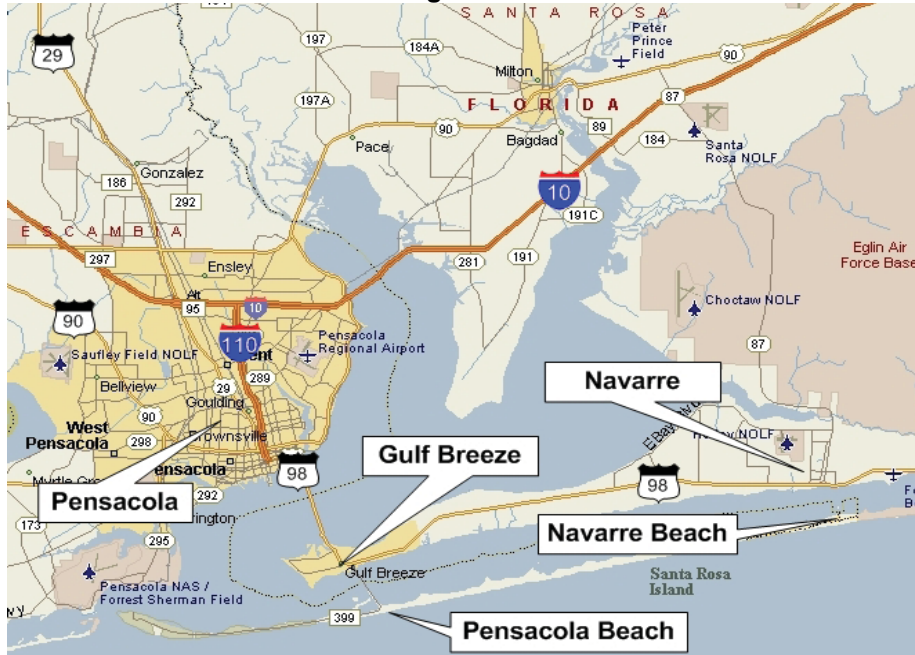 SANTA ROSA
29
197
184A
Peter
Prince
Field
90
Milton
197A
FLORIDA
87
90
89
Bagdad
184
Santa
Rosa NOLF
Pace
Gonzalez
186
10
292
191C
ESCAMBIA
297
Ensley
281
191
Eglin Air
Force Base
10
95
Choctaw NOLF
90
110
Pensacola
Regional Airport
Saufley Field NOLF
87
289
29
Bellview
Goulding
Navarre
90
West
Pensacola
298
Gulf Breeze
98
98
Pensacola
292
Navarre Beach
173
295
Gulf Breeze
Santa Rosa
Island
Pensacola NAS /
Forrest Sherman Field
399
Pensacola Beach